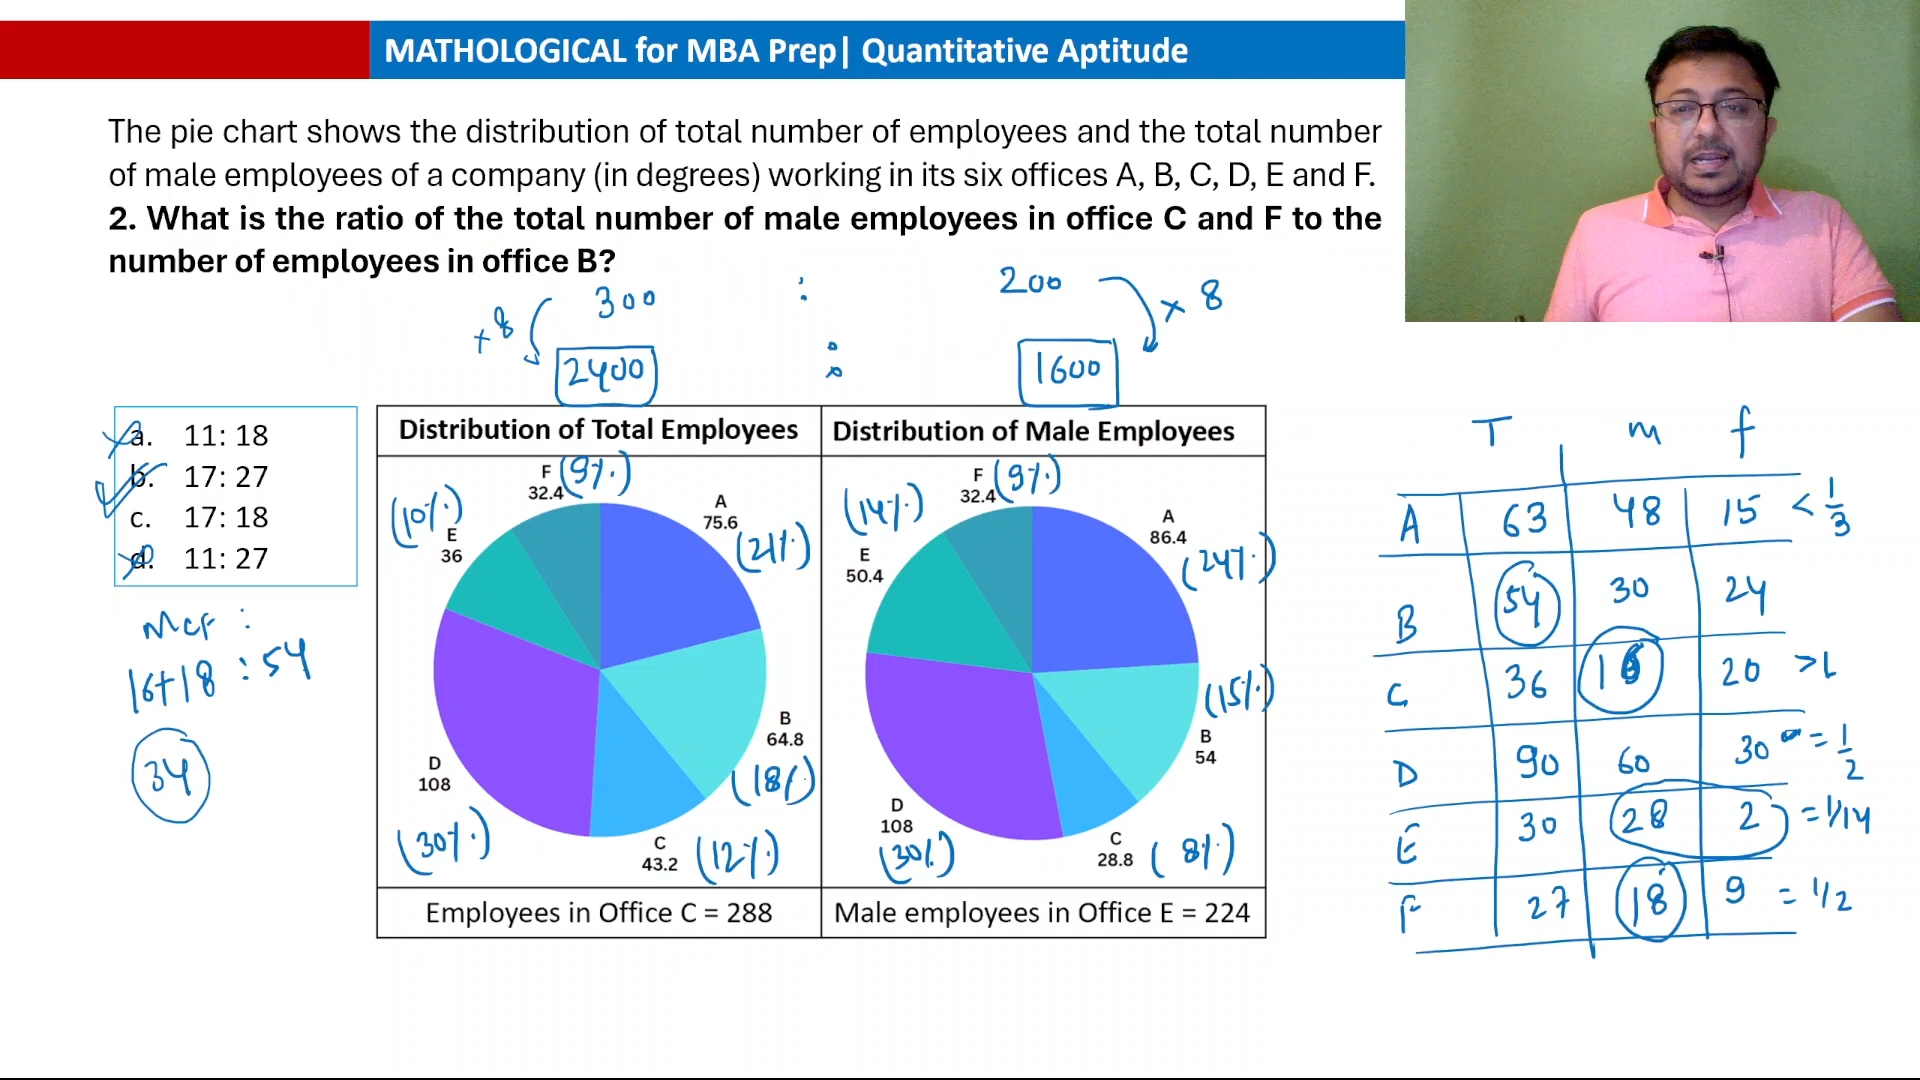 MATHOLOGICAL for MBA Prep| Quantitative Aptitude
The pie chart shows the distribution of total number of employees and the total number
of male employees of a company (in degrees) working in its six offices A, B, C, D, E and F.
2. What is the ratio of the total number of male employees in office C and F to the
number of employees in office B?
300 : 200
×8 ×8
2400 : 1600
a. 11: 18
b. 17: 27
c. 17: 18
d. 11: 27
MCF :
16+18 : 54
34
Distribution of Total Employees
F (9%)
32.4
A
75.6
(21%)
(10%)
E
36
B
64.8
(18%)
D
108
(30%)
C
43.2 (12%)
Employees in Office C = 288
Distribution of Male Employees
F (9%)
32.4
A
86.4
(24%)
(14%)
E
50.4
(15%)
B
54
D
108
(30%)
C
28.8 (8%)
Male employees in Office E = 224
T m f
A 63 48 15 < 1/3
B 54 30 24
C 36 16 20 >1
D 90 60 30 = 1/2
E 30 28 2 = 1/14
F 27 18 9 = 1/2